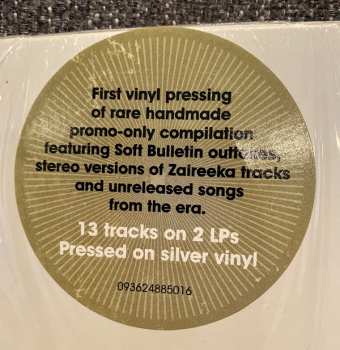 First vinyl pressing
of rare handmade
promo-only compilation
featuring Soft Bulletin outtakes,
stereo versions of Zaireeka tracks
and unreleased songs
from the era.
13 tracks on 2 LPs
Pressed on silver vinyl
093624885016